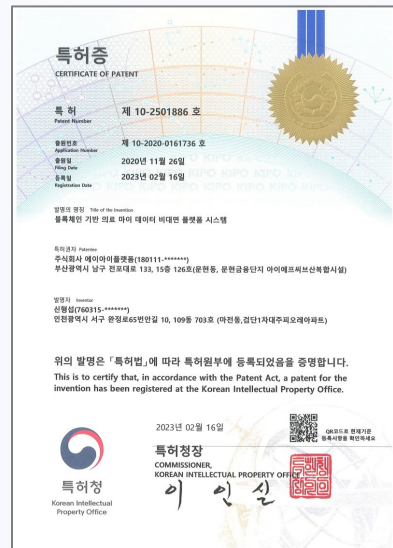 특허증
CERTIFICATE OF PATENT
특 허 제 10-2501886 호
Patent Number
출원번호 제 10-2020-0161736 호
Application Number
출원일 2020년 11월 26일
Filing Date
등록일 2023년 02월 16일
Registration Date
발명의 명칭 Title of the Invention
블록체인 기반 의료 마이 데이터 비대면 플랫폼 시스템
특허권자 Patentee
주식회사 에이아이플랫폼(180111-*******)
부산광역시 남구 전포대로 133, 15층 126호(문현동, 문현금융단지 아이에프씨부산복합시설)
발명자 Inventor
신형섭(760315-*******)
인천광역시 서구 완정로65번안길 10, 109동 703호 (마전동,검단1차대주피오레아파트)
위의 발명은 「특허법」에 따라 특허원부에 등록되었음을 증명합니다.
This is to certify that, in accordance with the Patent Act, a patent for the
invention has been registered at the Korean Intellectual Property Office.
2023년 02월 16일
QR코드로 현재기준
등록사항을 확인하세요
특허청장
COMMISSIONER,
KOREAN INTELLECTUAL PROPERTY OFFICE
이 인 실
특허청
Korean Intellectual
Property Office